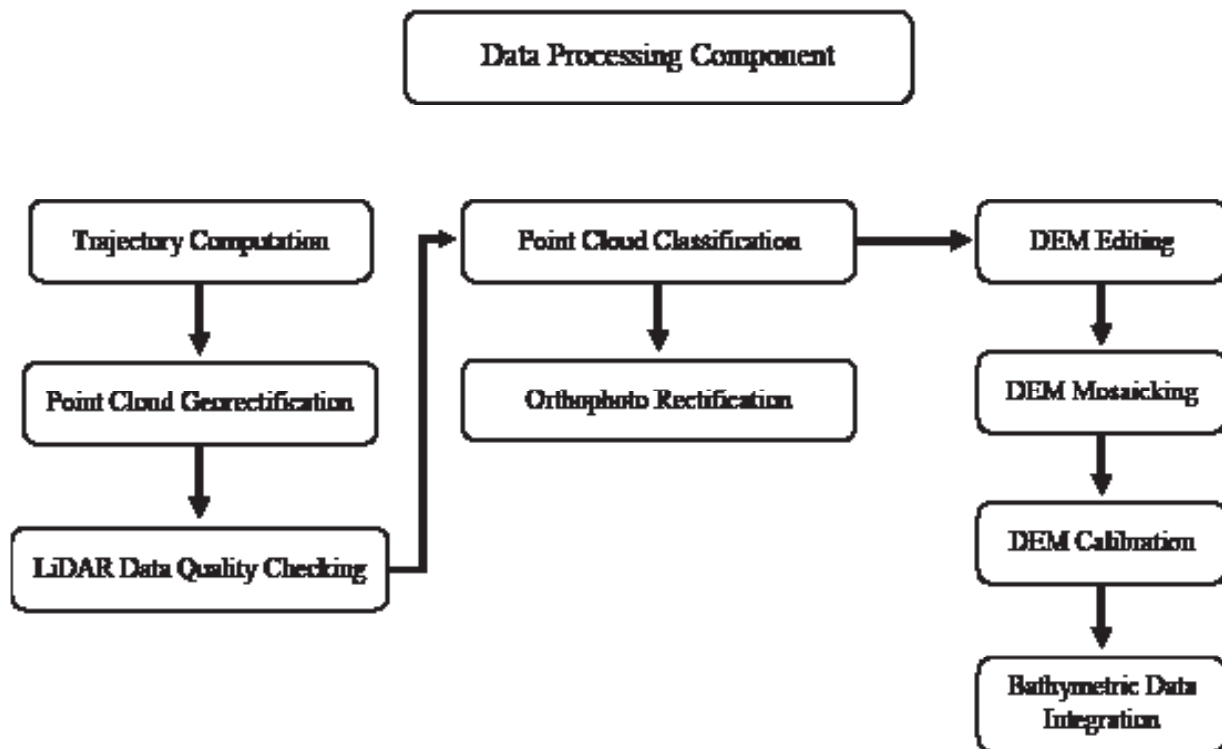 Data Processing Component
Trajectory Computation
Point Cloud Georectification
LiDAR Data Quality Checking
Point Cloud Classification
Orthophoto Rectification
DEM Editing
DEM Mosaicking
DEM Calibration
Bathymetric Data
Integration